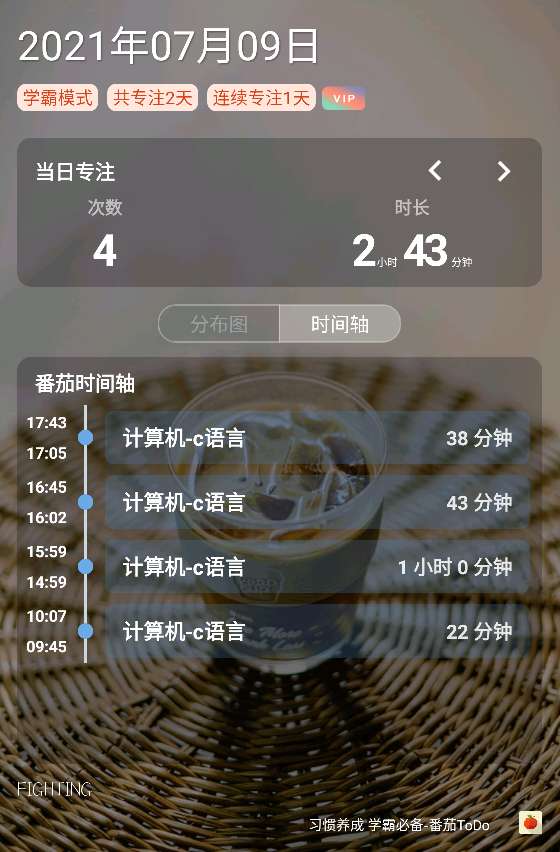 2021年07月09日
学霸模式 共专注2天 连续专注1天 VIP
当日专注
次数 时长
4 2小时43分钟
分布图 时间轴
番茄时间轴
17:43
计算机-c语言 38 分钟
17:05
16:45
计算机-c语言 43 分钟
16:02
15:59
计算机-c语言 1 小时 0 分钟
14:59
10:07
计算机-c语言 22 分钟
09:45
FIGHTING
习惯养成 学霸必备-番茄ToDo